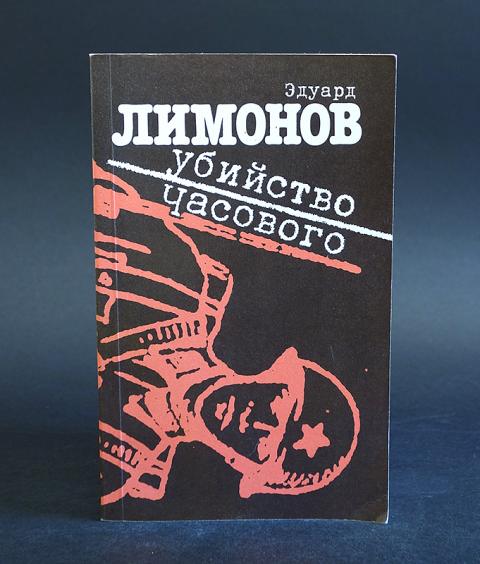 Эдуард
ЛИМОНОВ
убийство
часового